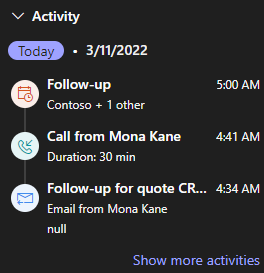 Activity
Today • 3/11/2022
Follow-up 5:00 AM
Contoso + 1 other
Call from Mona Kane 4:41 AM
Duration: 30 min
Follow-up for quote CR... 4:34 AM
Email from Mona Kane
null
Show more activities